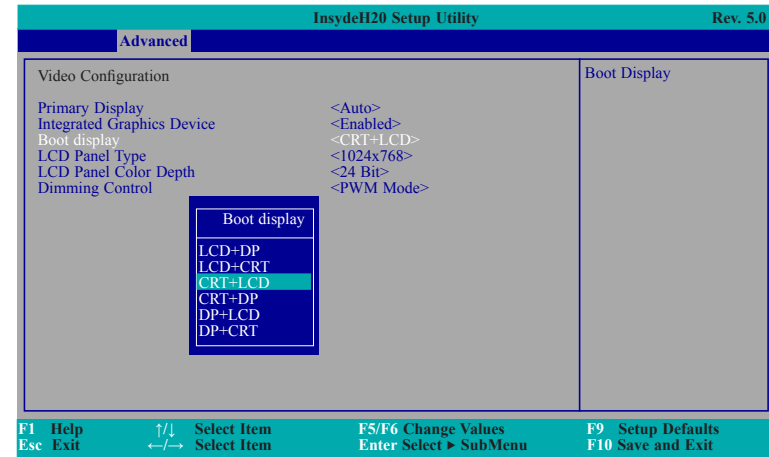 InsydeH20 Setup Utility Rev. 5.0
Advanced
Video Configuration
Boot Display
Primary Display <Auto>
Integrated Graphics Device <Enabled>
Boot display <CRT+LCD>
LCD Panel Type <1024x768>
LCD Panel Color Depth <24 Bit>
Dimming Control <PWM Mode>
Boot display
LCD+DP
LCD+CRT
CRT+LCD
CRT+DP
DP+LCD
DP+CRT
F1 Help ↑/↓ Select Item F5/F6 Change Values F9 Setup Defaults
Esc Exit ←/→ Select Item Enter Select ▶ SubMenu F10 Save and Exit